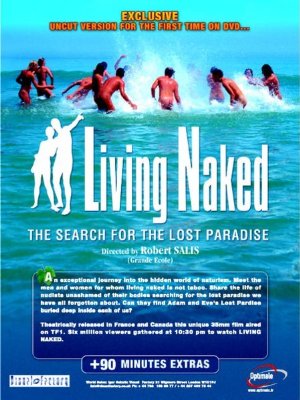 EXCLUSIVE
UNCUT VERSION FOR THE FIRST TIME ON DVD...
Living Naked
THE SEARCH FOR THE LOST PARADISE
Directed by Robert SALIS
(Grande Ecole)
An exceptional journey into the hidden world of naturism. Meet the
men and women for whom living naked is not taboo. Share the life of
nudists unashamed of their bodies searching for the lost paradise we
have all forgotten about. Can they find Adam and Eve's Lost Pardise
buried deep inside each of us?
Theatrically released in France and Canada this unique 35mm film aired
on TF1. Six million viewers gathered at 10:30 pm to watch LIVING
NAKED.
+90 MINUTES EXTRAS
Optimale